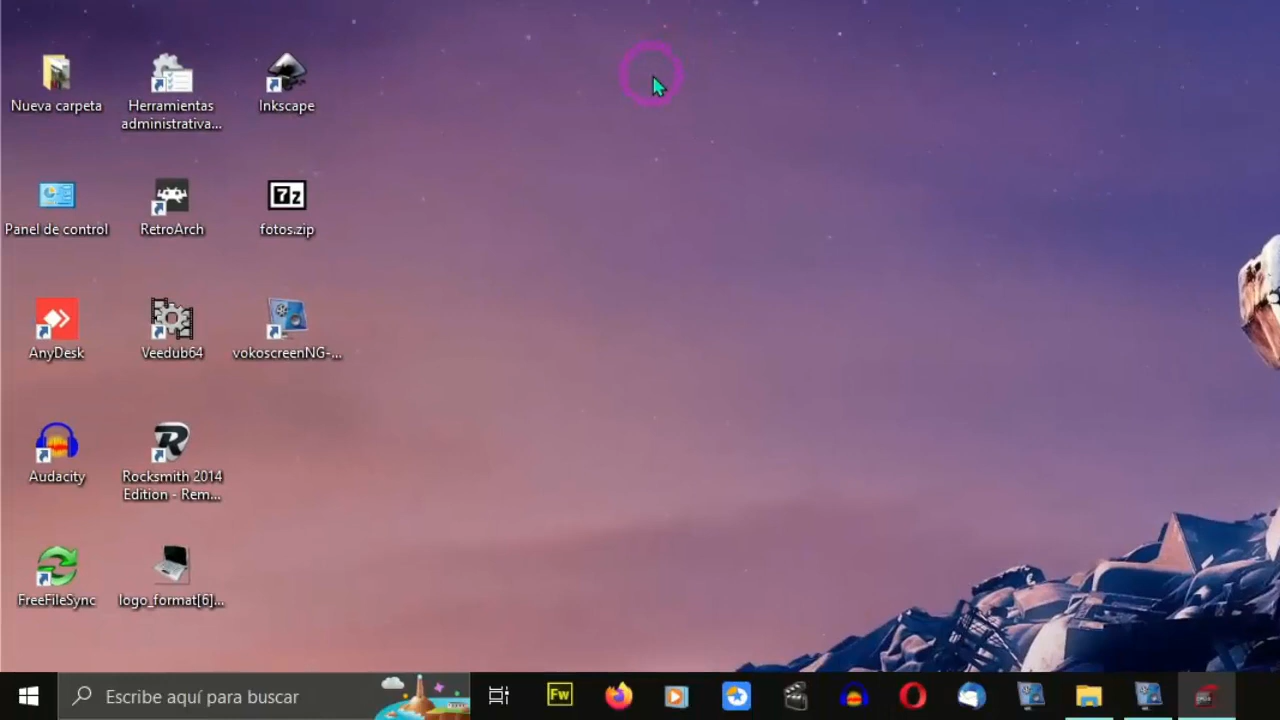 Nueva carpeta
Herramientas
administrativa...
Inkscape
Panel de control
RetroArch
7z
fotos.zip
AnyDesk
Veedub64
vokoscreenNG-...
Audacity
R
Rocksmith 2014
Edition - Rem...
FreeFileSync
logo_format[6]...
Escribe aquí para buscar
Fw